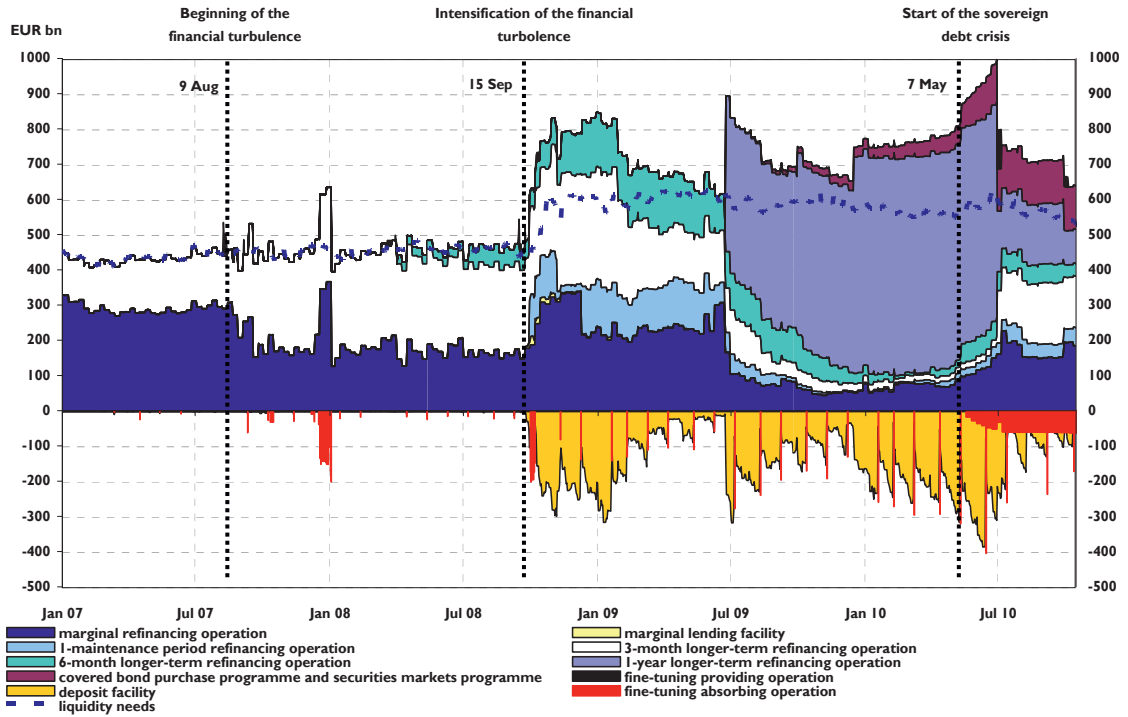 Beginning of the
financial turbulence
Intensification of the financial
turbolence
Start of the sovereign
debt crisis
EUR bn
9 Aug
15 Sep
7 May
1000
900
800
700
600
500
400
300
200
100
0
-100
-200
-300
-400
-500
1000
900
800
700
600
500
400
300
200
100
0
-100
-200
-300
-400
-500
Jan 07 Jul 07 Jan 08 Jul 08 Jan 09 Jul 09 Jan 10 Jul 10
marginal refinancing operation
1-maintenance period refinancing operation
6-month longer-term refinancing operation
covered bond purchase programme and securities markets programme
deposit facility
liquidity needs
marginal lending facility
3-month longer-term refinancing operation
1-year longer-term refinancing operation
fine-tuning providing operation
fine-tuning absorbing operation